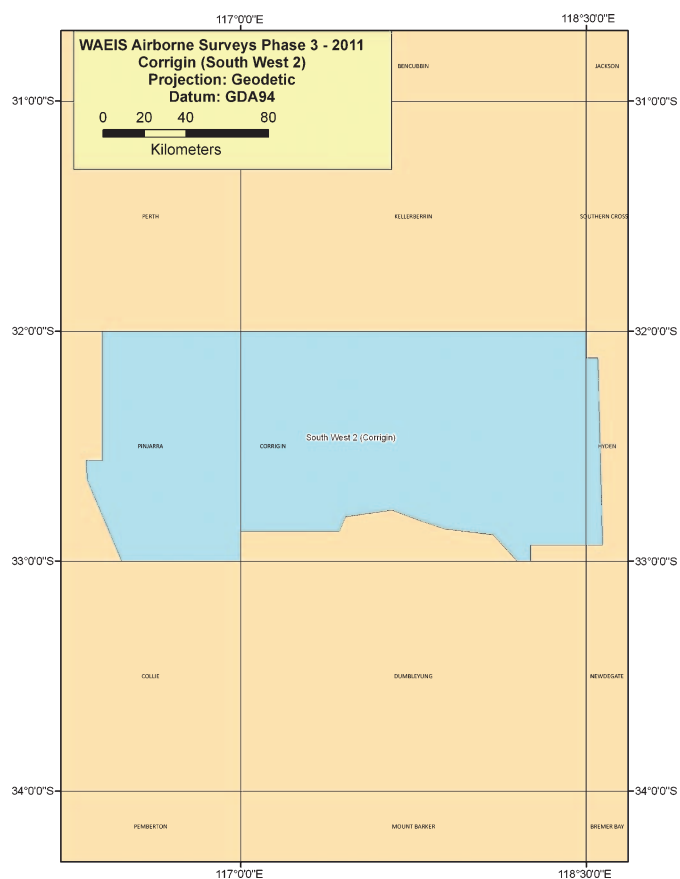 117°0'0"E 118°30'0"E
WAEIS Airborne Surveys Phase 3 - 2011
Corrigin (South West 2)
Projection: Geodetic
Datum: GDA94
0 20 40 80
Kilometers
BENCUBBIN JACKSON
31°0'0"S 31°0'0"S
PERTH KELLERBERRIN SOUTHERN CROSS
32°0'0"S 32°0'0"S
South West 2 (Corrigin)
PINJARRA CORRIGIN HYDEN
33°0'0"S 33°0'0"S
COLLIE DUMBLEYUNG NEWDEGATE
34°0'0"S 34°0'0"S
PEMBERTON MOUNT BARKER BREMER BAY
117°0'0"E 118°30'0"E